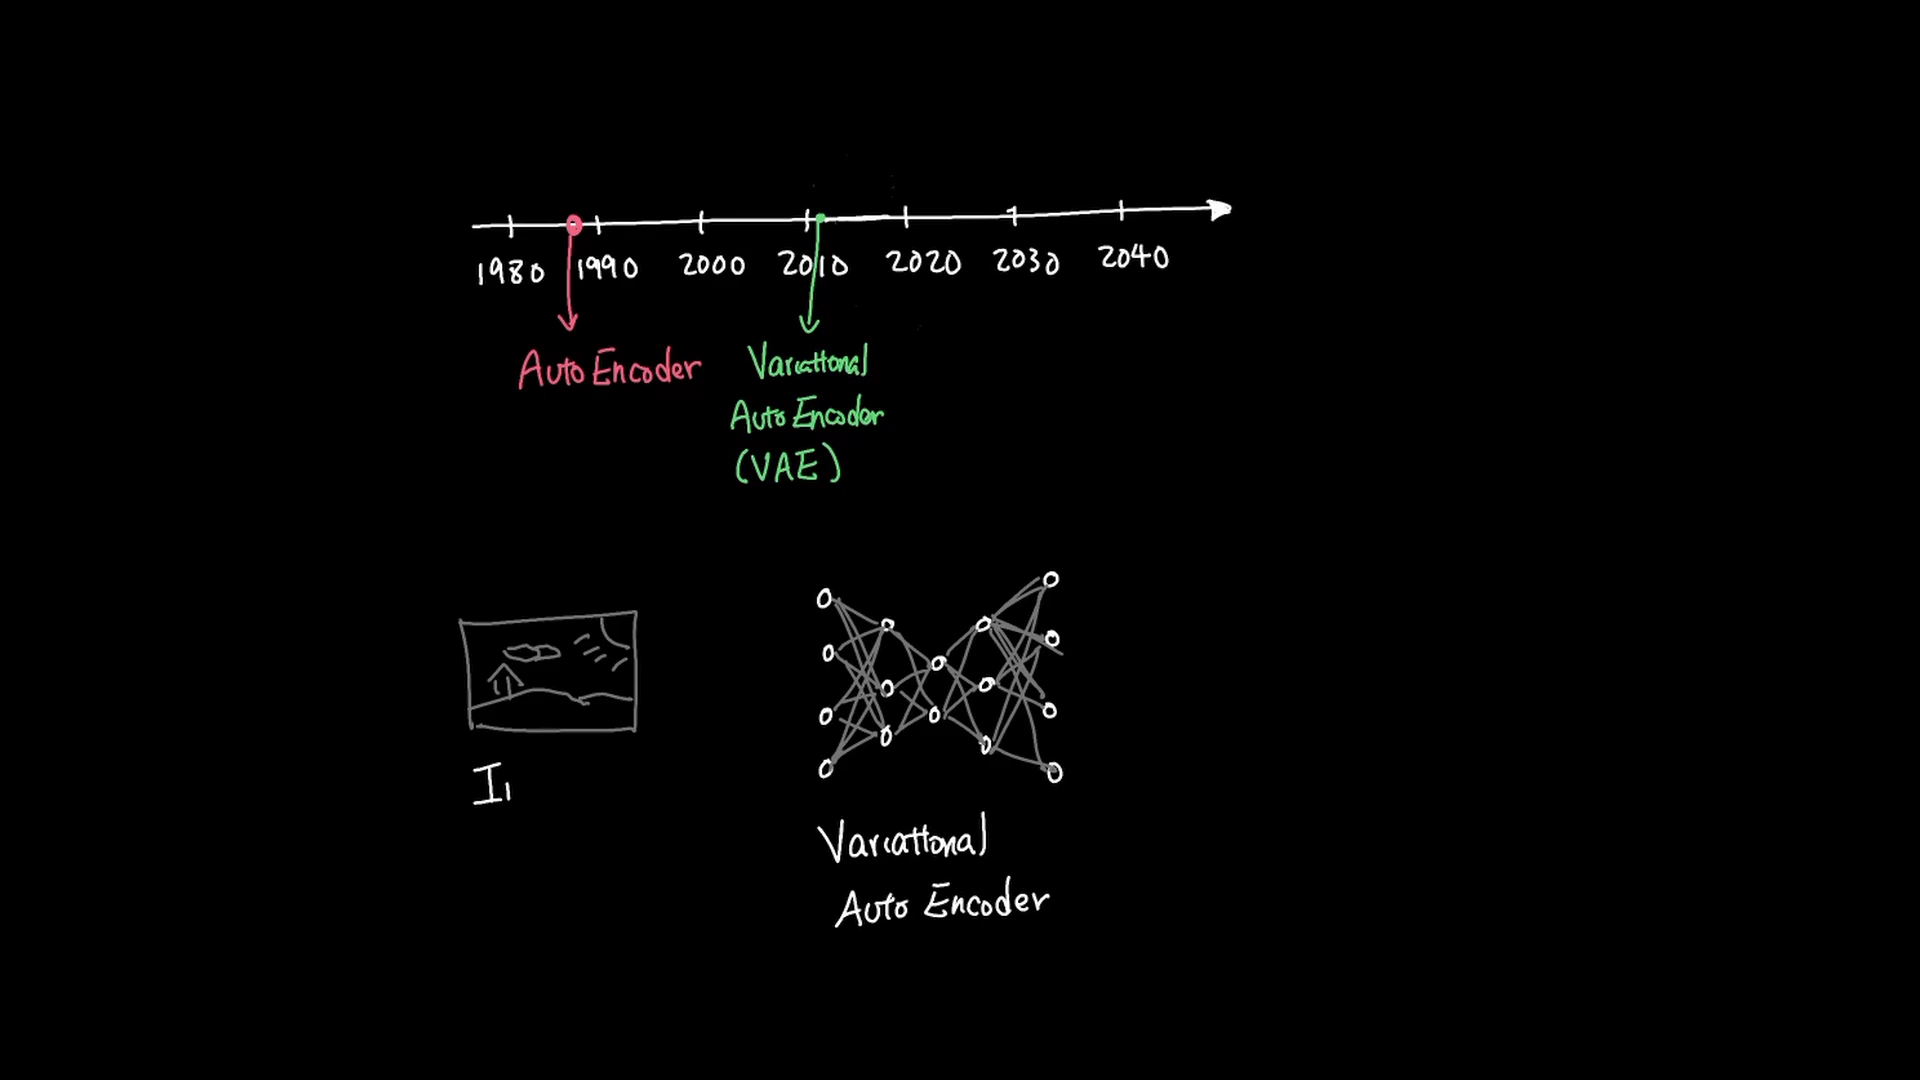 1980 1990 2000 2010 2020 2030 2040
Auto Encoder
Variational
Auto Encoder
(VAE)
I1
Variational
Auto Encoder